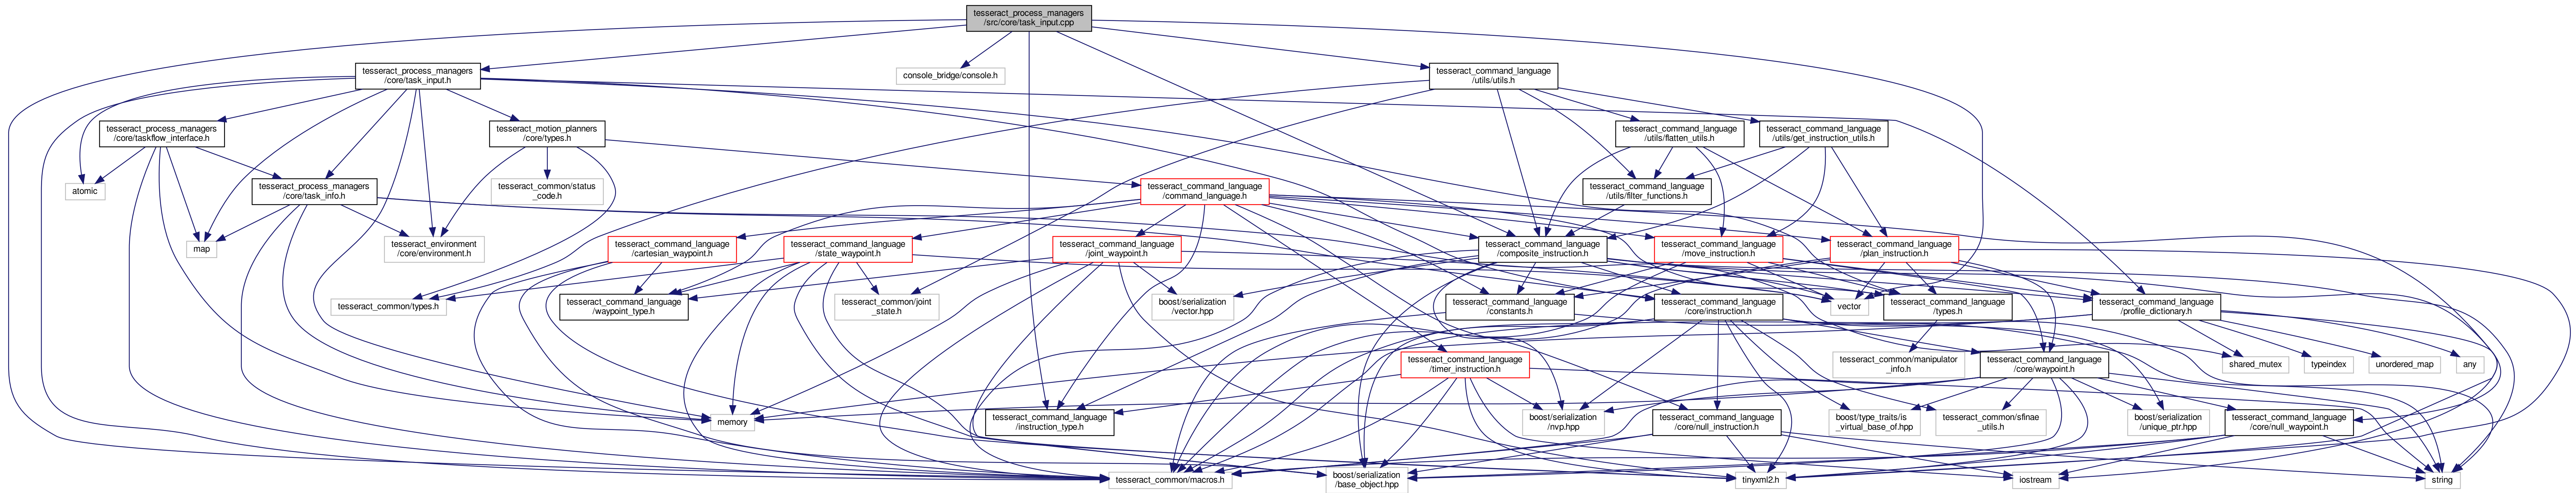 tesseract_process_managers
/src/core/task_input.cpp
tesseract_process_managers
/core/task_input.h
console_bridge/console.h
tesseract_command_language
/utils/utils.h
tesseract_process_managers
/core/taskflow_interface.h
tesseract_motion_planners
/core/types.h
tesseract_command_language
/utils/flatten_utils.h
tesseract_command_language
/utils/get_instruction_utils.h
atomic
tesseract_process_managers
/core/task_info.h
tesseract_common/status
_code.h
tesseract_command_language
/command_language.h
tesseract_command_language
/utils/filter_functions.h
map
tesseract_environment
/core/environment.h
tesseract_command_language
/cartesian_waypoint.h
tesseract_command_language
/state_waypoint.h
tesseract_command_language
/joint_waypoint.h
tesseract_command_language
/composite_instruction.h
tesseract_command_language
/move_instruction.h
tesseract_command_language
/plan_instruction.h
tesseract_common/types.h
tesseract_command_language
/waypoint_type.h
tesseract_common/joint
_state.h
boost/serialization
/vector.hpp
tesseract_command_language
/constants.h
tesseract_command_language
/core/instruction.h
vector
tesseract_command_language
/types.h
tesseract_command_language
/profile_dictionary.h
tesseract_command_language
/timer_instruction.h
tesseract_common/manipulator
_info.h
tesseract_command_language
/core/waypoint.h
shared_mutex
typeindex
unordered_map
any
memory
tesseract_command_language
/instruction_type.h
boost/serialization
/nvp.hpp
tesseract_command_language
/core/null_instruction.h
boost/type_traits/is
_virtual_base_of.hpp
tesseract_common/sfinae
_utils.h
boost/serialization
/unique_ptr.hpp
tesseract_command_language
/core/null_waypoint.h
tesseract_common/macros.h
boost/serialization
/base_object.hpp
tinyxml2.h
iostream
string